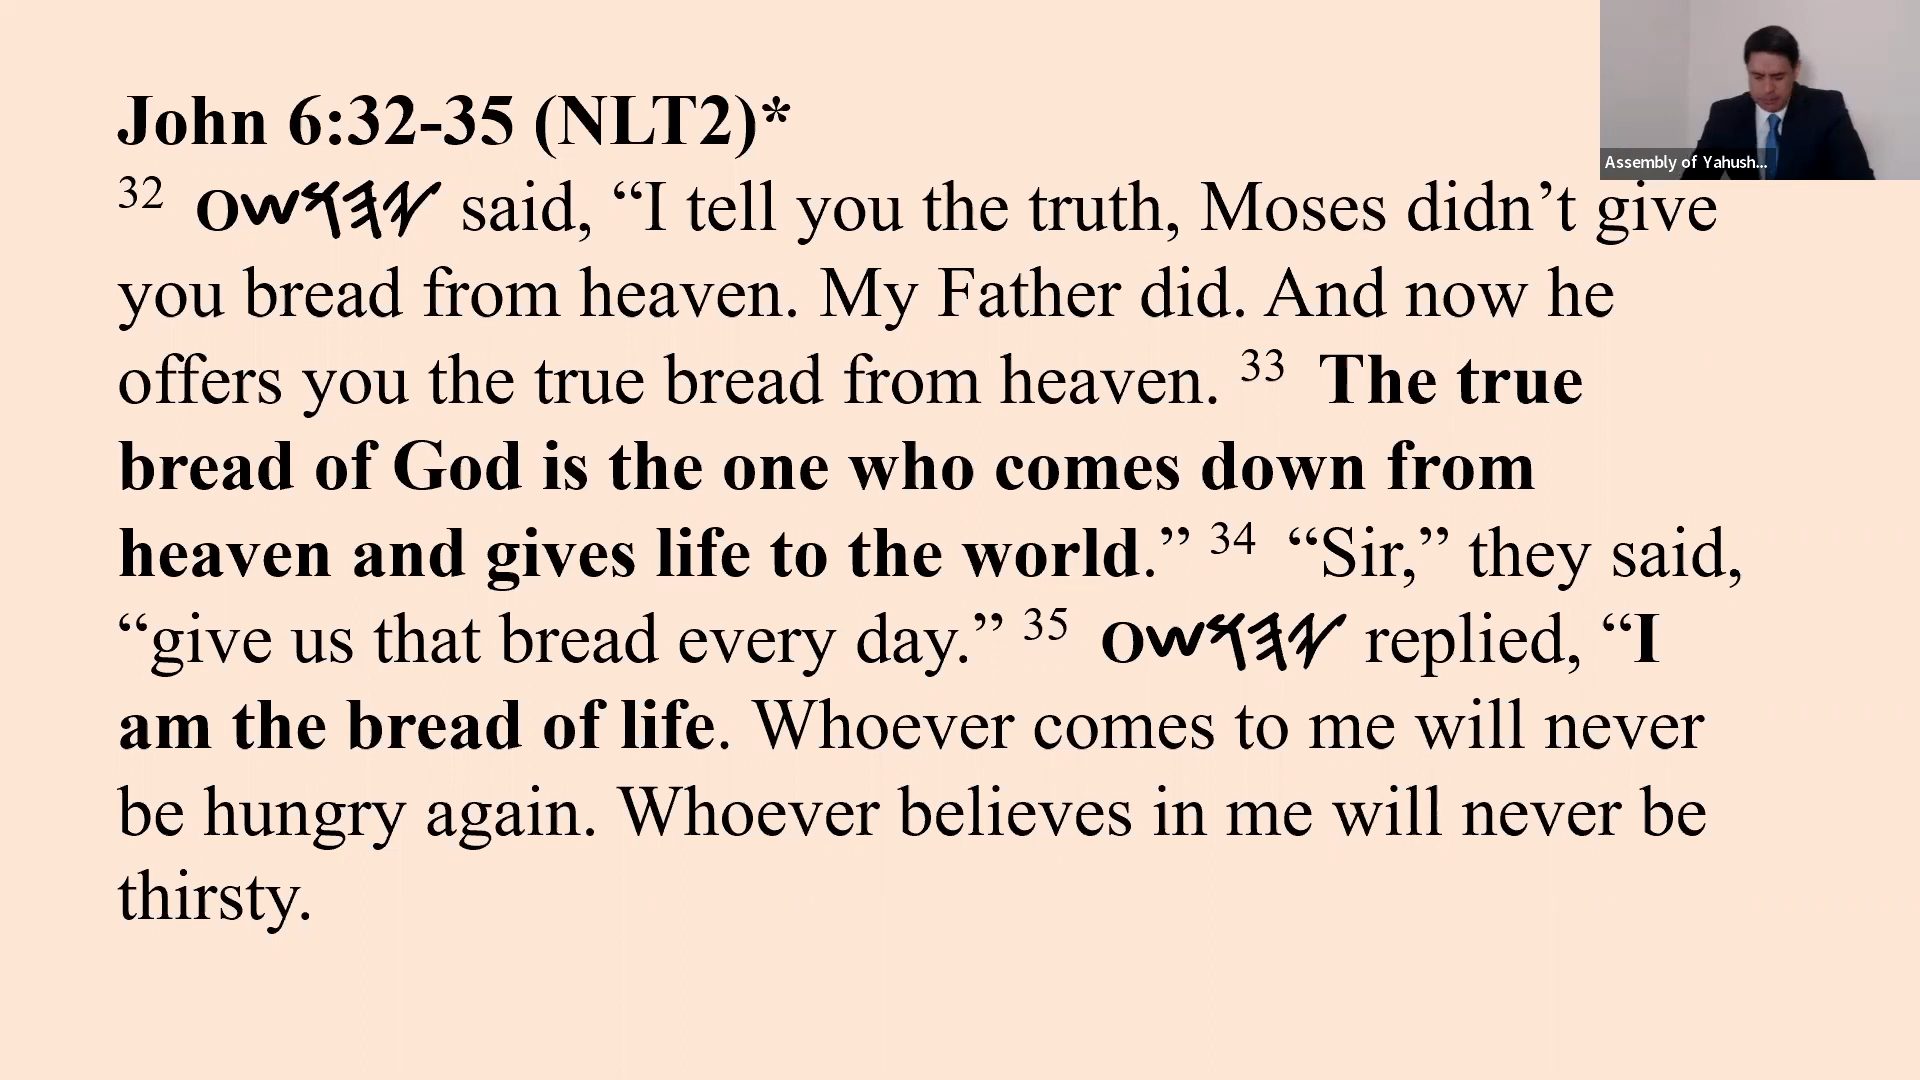 John 6:32-35 (NLT2)*
32 𐤉𐤄𐤅𐤔𐤏 said, “I tell you the truth, Moses didn’t give
you bread from heaven. My Father did. And now he
offers you the true bread from heaven. 33 The true
bread of God is the one who comes down from
heaven and gives life to the world.” 34 “Sir,” they said,
“give us that bread every day.” 35 𐤉𐤄𐤅𐤔𐤏 replied, “I
am the bread of life. Whoever comes to me will never
be hungry again. Whoever believes in me will never be
thirsty.
Assembly of Yahush...